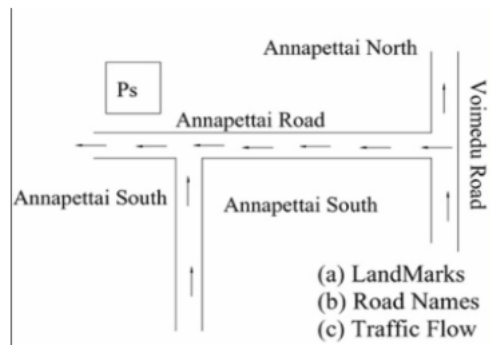 Annapettai North
Ps
Annapettai Road
Voimedu Road
Annapettai South
Annapettai South
(a) LandMarks
(b) Road Names
(c) Traffic Flow